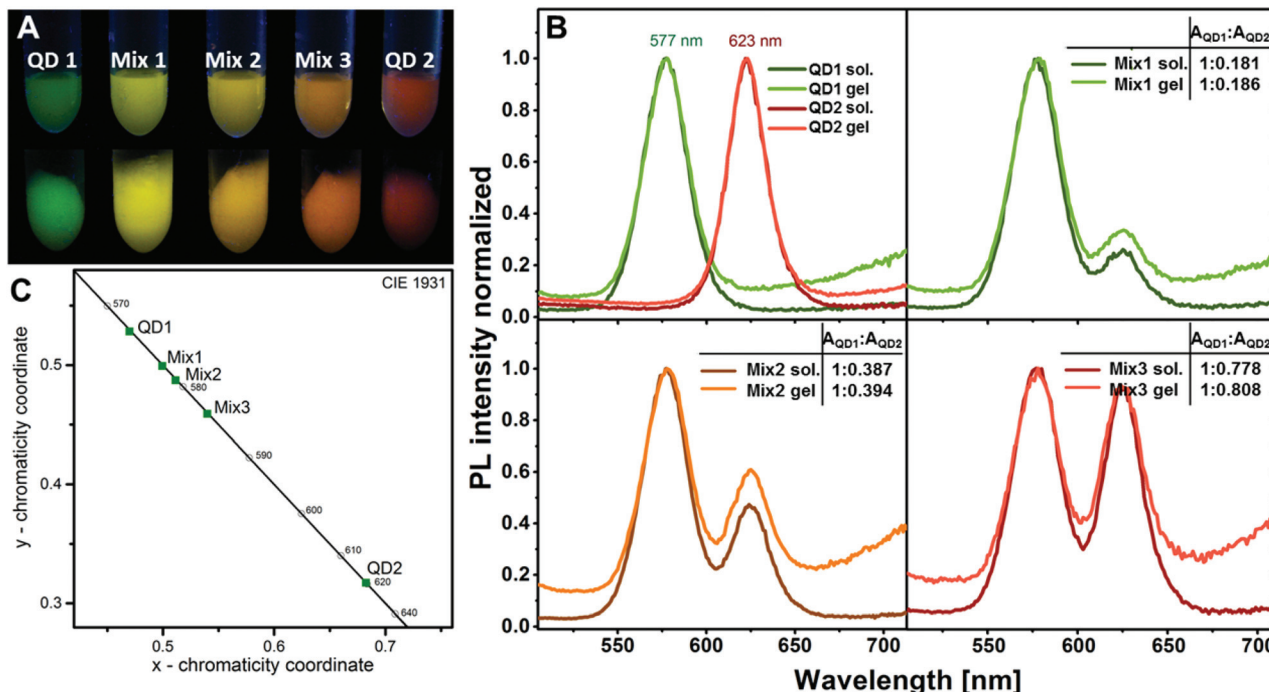 A
QD 1 Mix 1 Mix 2 Mix 3 QD 2
B
577 nm 623 nm
QD1 sol.
QD1 gel
QD2 sol.
QD2 gel
A_QD1:A_QD2
Mix1 sol. 1:0.181
Mix1 gel 1:0.186
1.0
0.8
0.6
0.4
0.2
0.0
A_QD1:A_QD2
Mix2 sol. 1:0.387
Mix2 gel 1:0.394
A_QD1:A_QD2
Mix3 sol. 1:0.778
Mix3 gel 1:0.808
1.0
0.8
0.6
0.4
0.2
0.0
PL intensity normalized
550 600 650 700 550 600 650 700
Wavelength [nm]
C
CIE 1931
570
QD1
Mix1
Mix2
580
Mix3
590
600
610
QD2
620
640
0.5
0.4
0.3
y - chromaticity coordinate
0.5 0.6 0.7
x - chromaticity coordinate